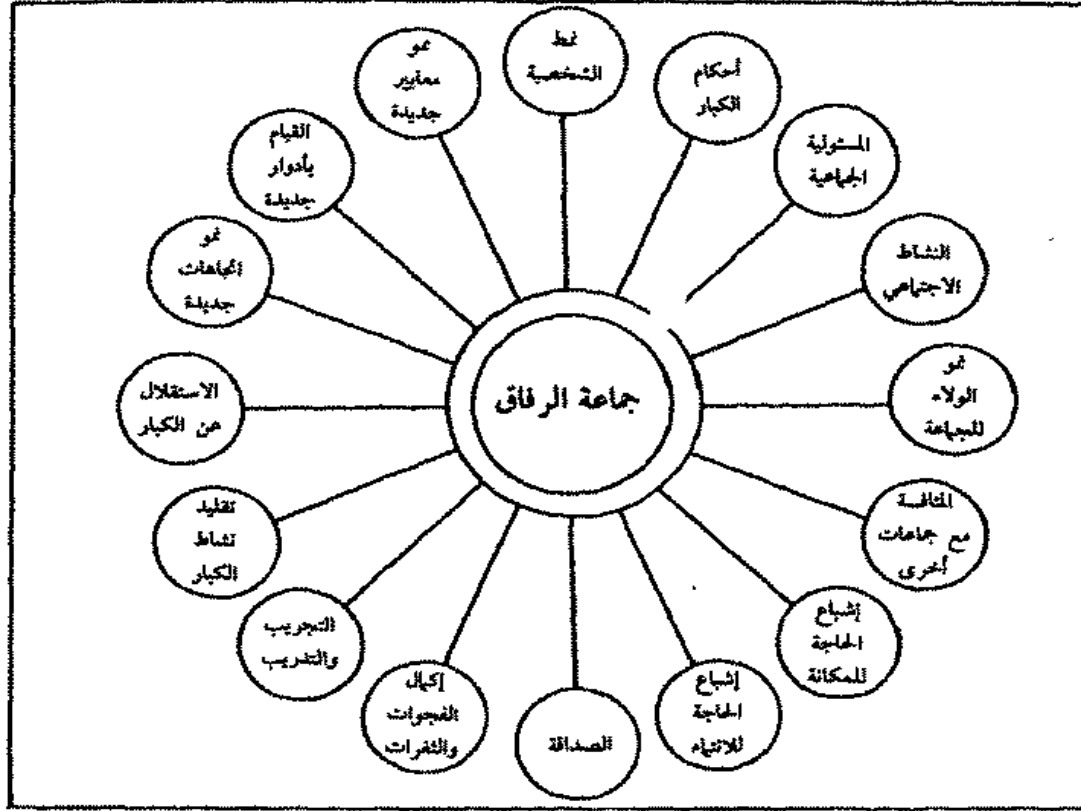 نمط
الشخصية
أحكام
الكبار
المسئولية
الجماعية
النشاط
الاجتماعي
نمو
الولاء
للجماعة
المنافسة
مع جماعات
أخرى
إشباع
الحاجة
للمكانة
إشباع
الحاجة
للانتماء
الصداقة
إكمال
الفجوات
والثغرات
التجريب
والتدريب
تقليد
نشاط
الكبار
الاستقلال
عن الكبار
نمو
اتجاهات
جديدة
القيام
بأدوار
جديدة
نمو
معايير
جديدة
جماعة الرفاق